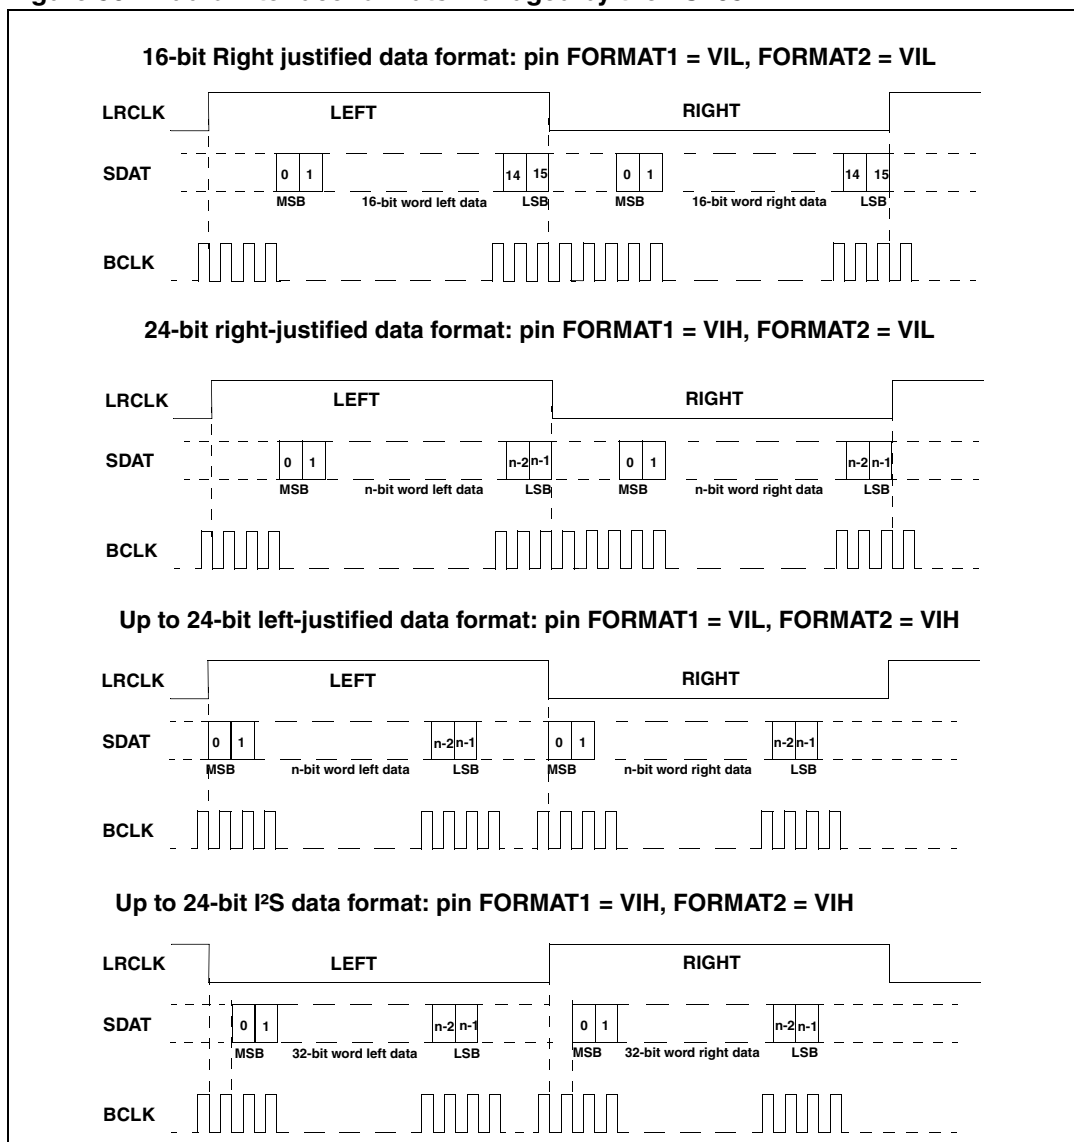 16-bit Right justified data format: pin FORMAT1 = VIL, FORMAT2 = VIL
LRCLK LEFT RIGHT
SDAT 0 1 14 15 0 1 14 15
MSB 16-bit word left data LSB MSB 16-bit word right data LSB
BCLK
24-bit right-justified data format: pin FORMAT1 = VIH, FORMAT2 = VIL
LRCLK LEFT RIGHT
SDAT 0 1 n-2 n-1 0 1 n-2 n-1
MSB n-bit word left data LSB MSB n-bit word right data LSB
BCLK
Up to 24-bit left-justified data format: pin FORMAT1 = VIL, FORMAT2 = VIH
LRCLK LEFT RIGHT
SDAT 0 1 n-2 n-1 0 1 n-2 n-1
MSB n-bit word left data LSB MSB n-bit word right data LSB
BCLK
Up to 24-bit I²S data format: pin FORMAT1 = VIH, FORMAT2 = VIH
LRCLK LEFT RIGHT
SDAT 0 1 n-2 n-1 0 1 n-2 n-1
MSB 32-bit word left data LSB MSB 32-bit word right data LSB
BCLK